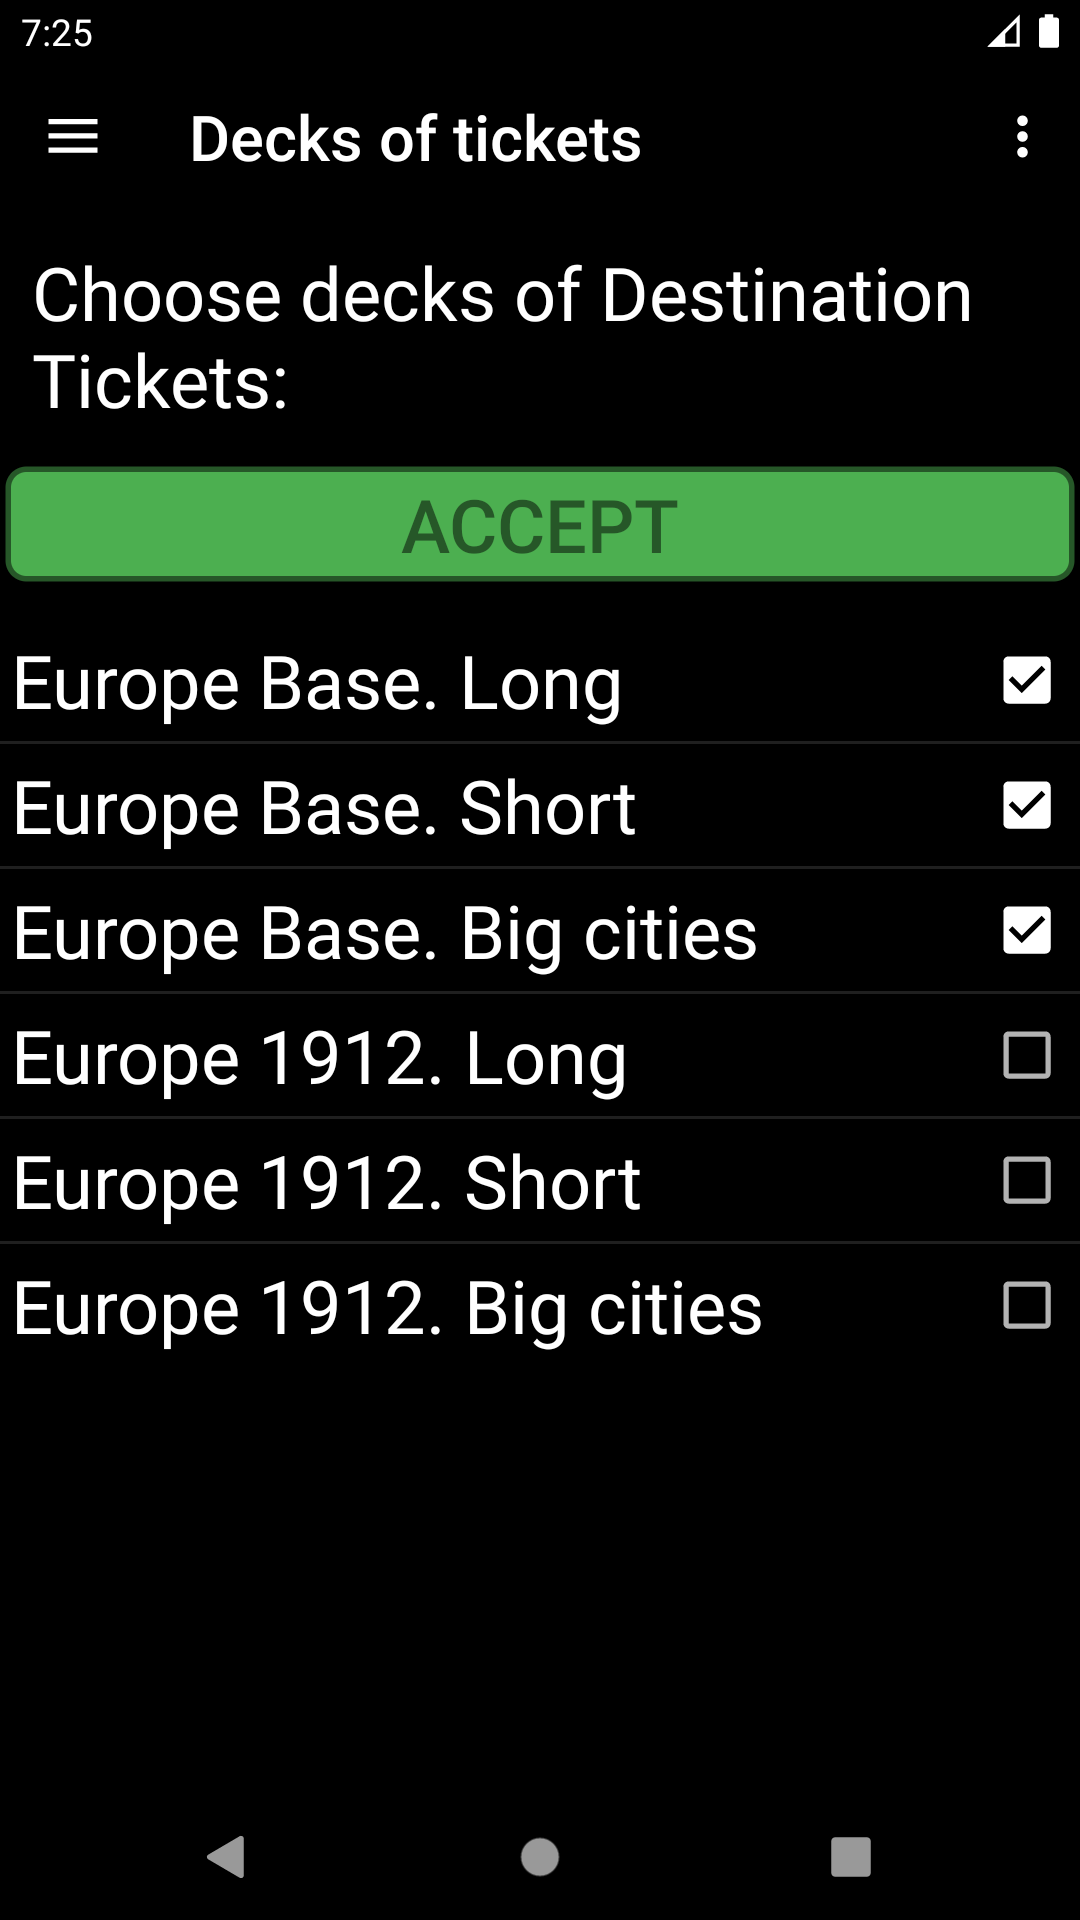 7:25
Decks of tickets
Choose decks of Destination
Tickets:
ACCEPT
Europe Base. Long
Europe Base. Short
Europe Base. Big cities
Europe 1912. Long
Europe 1912. Short
Europe 1912. Big cities